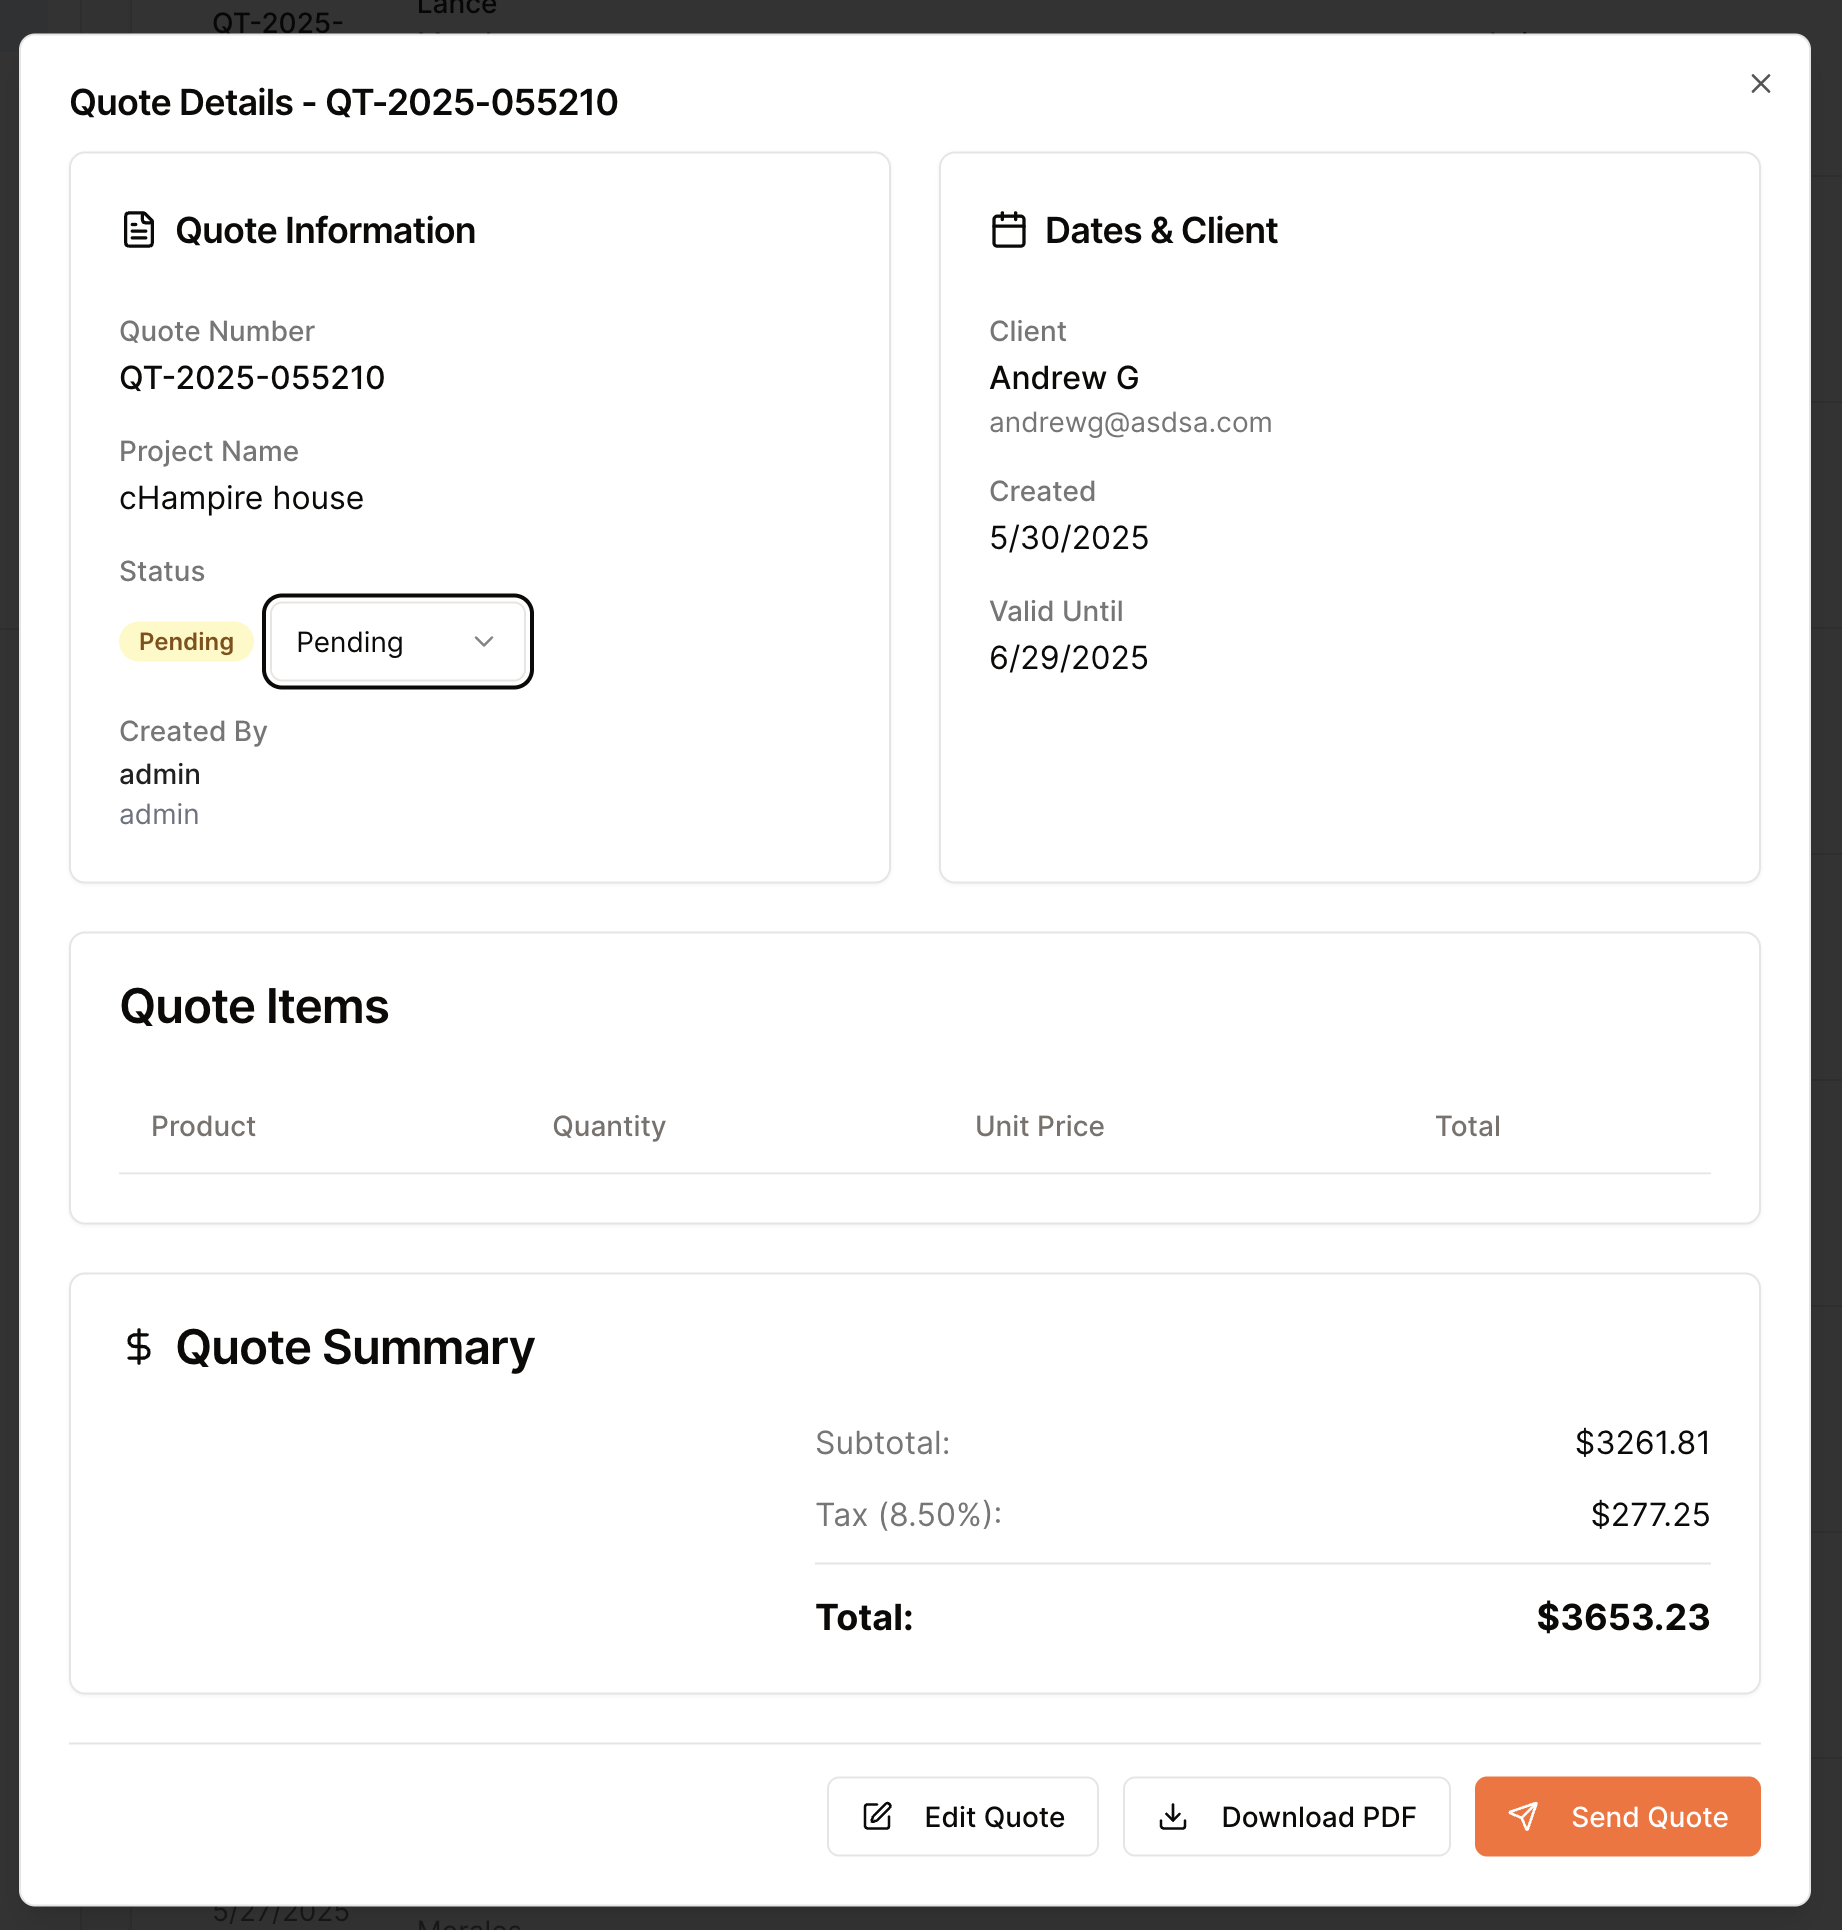 QT-2025-
Lance
Quote Details - QT-2025-055210
Quote Information
Quote Number
QT-2025-055210
Project Name
cHampire house
Status
Pending
Pending
Created By
admin
admin
Dates & Client
Client
Andrew G
andrewg@asdsa.com
Created
5/30/2025
Valid Until
6/29/2025
Quote Items
Product Quantity Unit Price Total
Quote Summary
Subtotal: $3261.81
Tax (8.50%): $277.25
Total: $3653.23
Edit Quote Download PDF Send Quote
5/27/2025
Morales